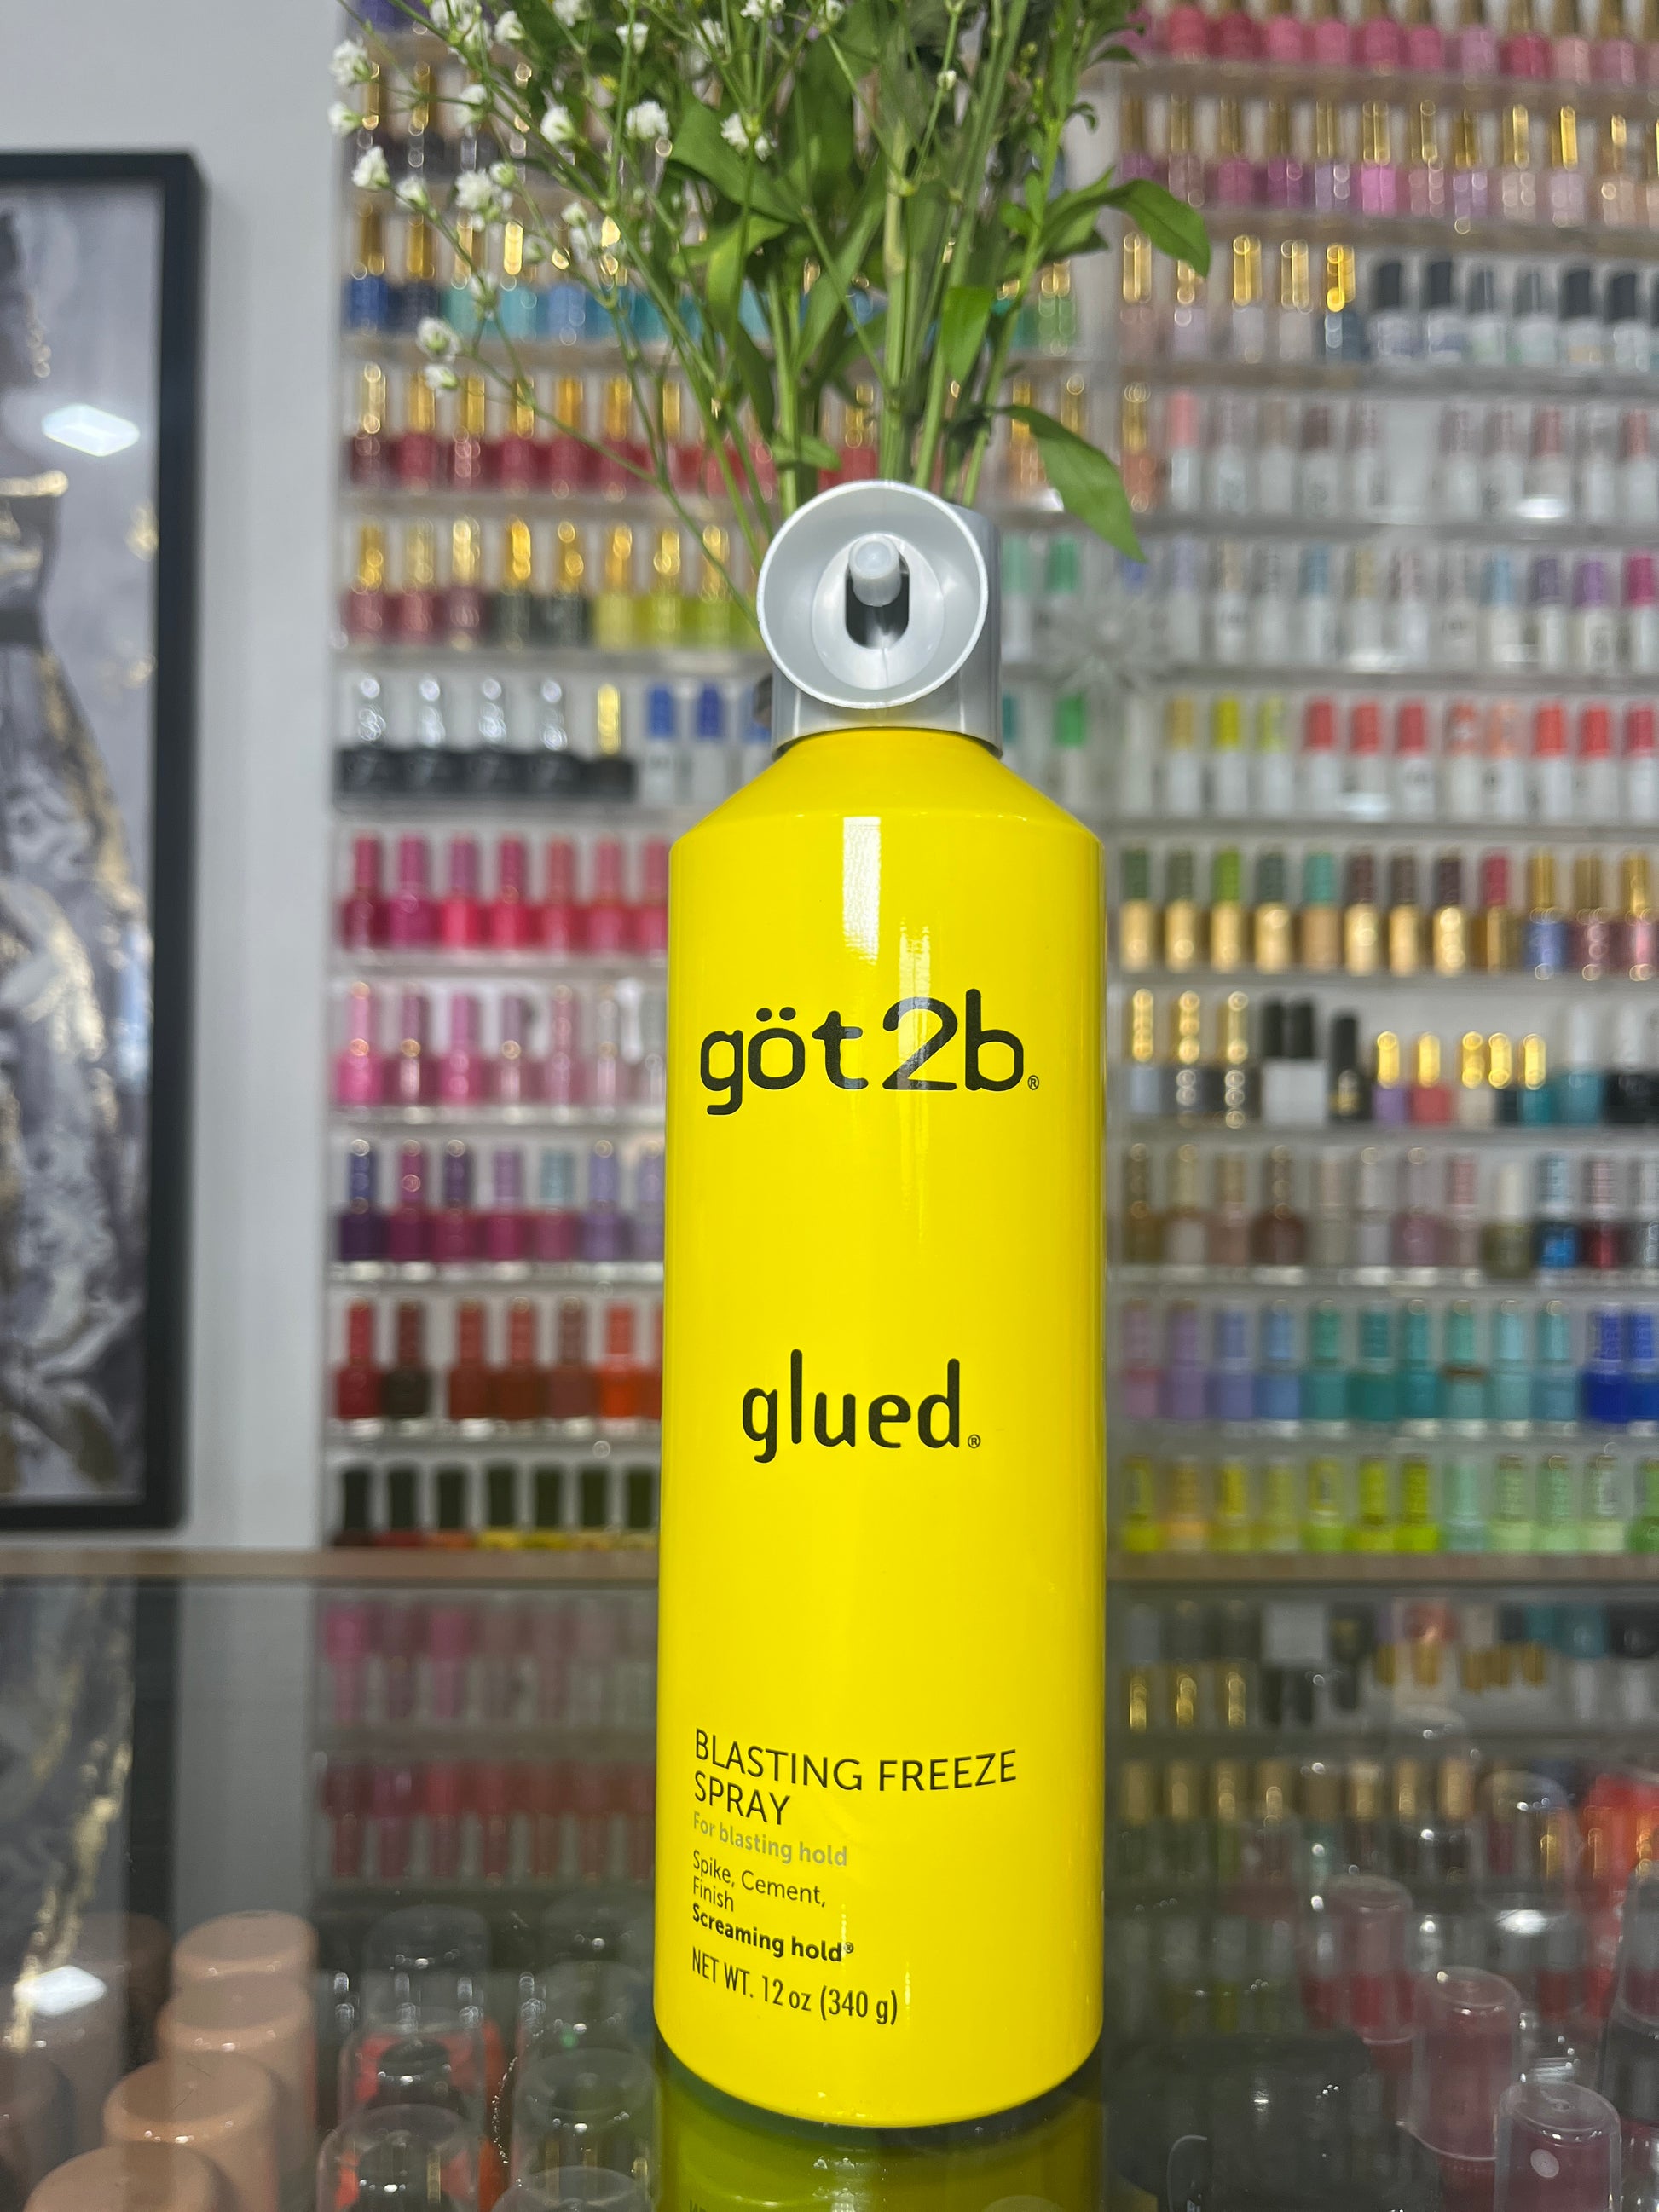 göt2b®
glued®
BLASTING FREEZE
SPRAY
For blasting hold
Spike, Cement,
Finish
Screaming hold®
NET WT. 12 oz (340 g)